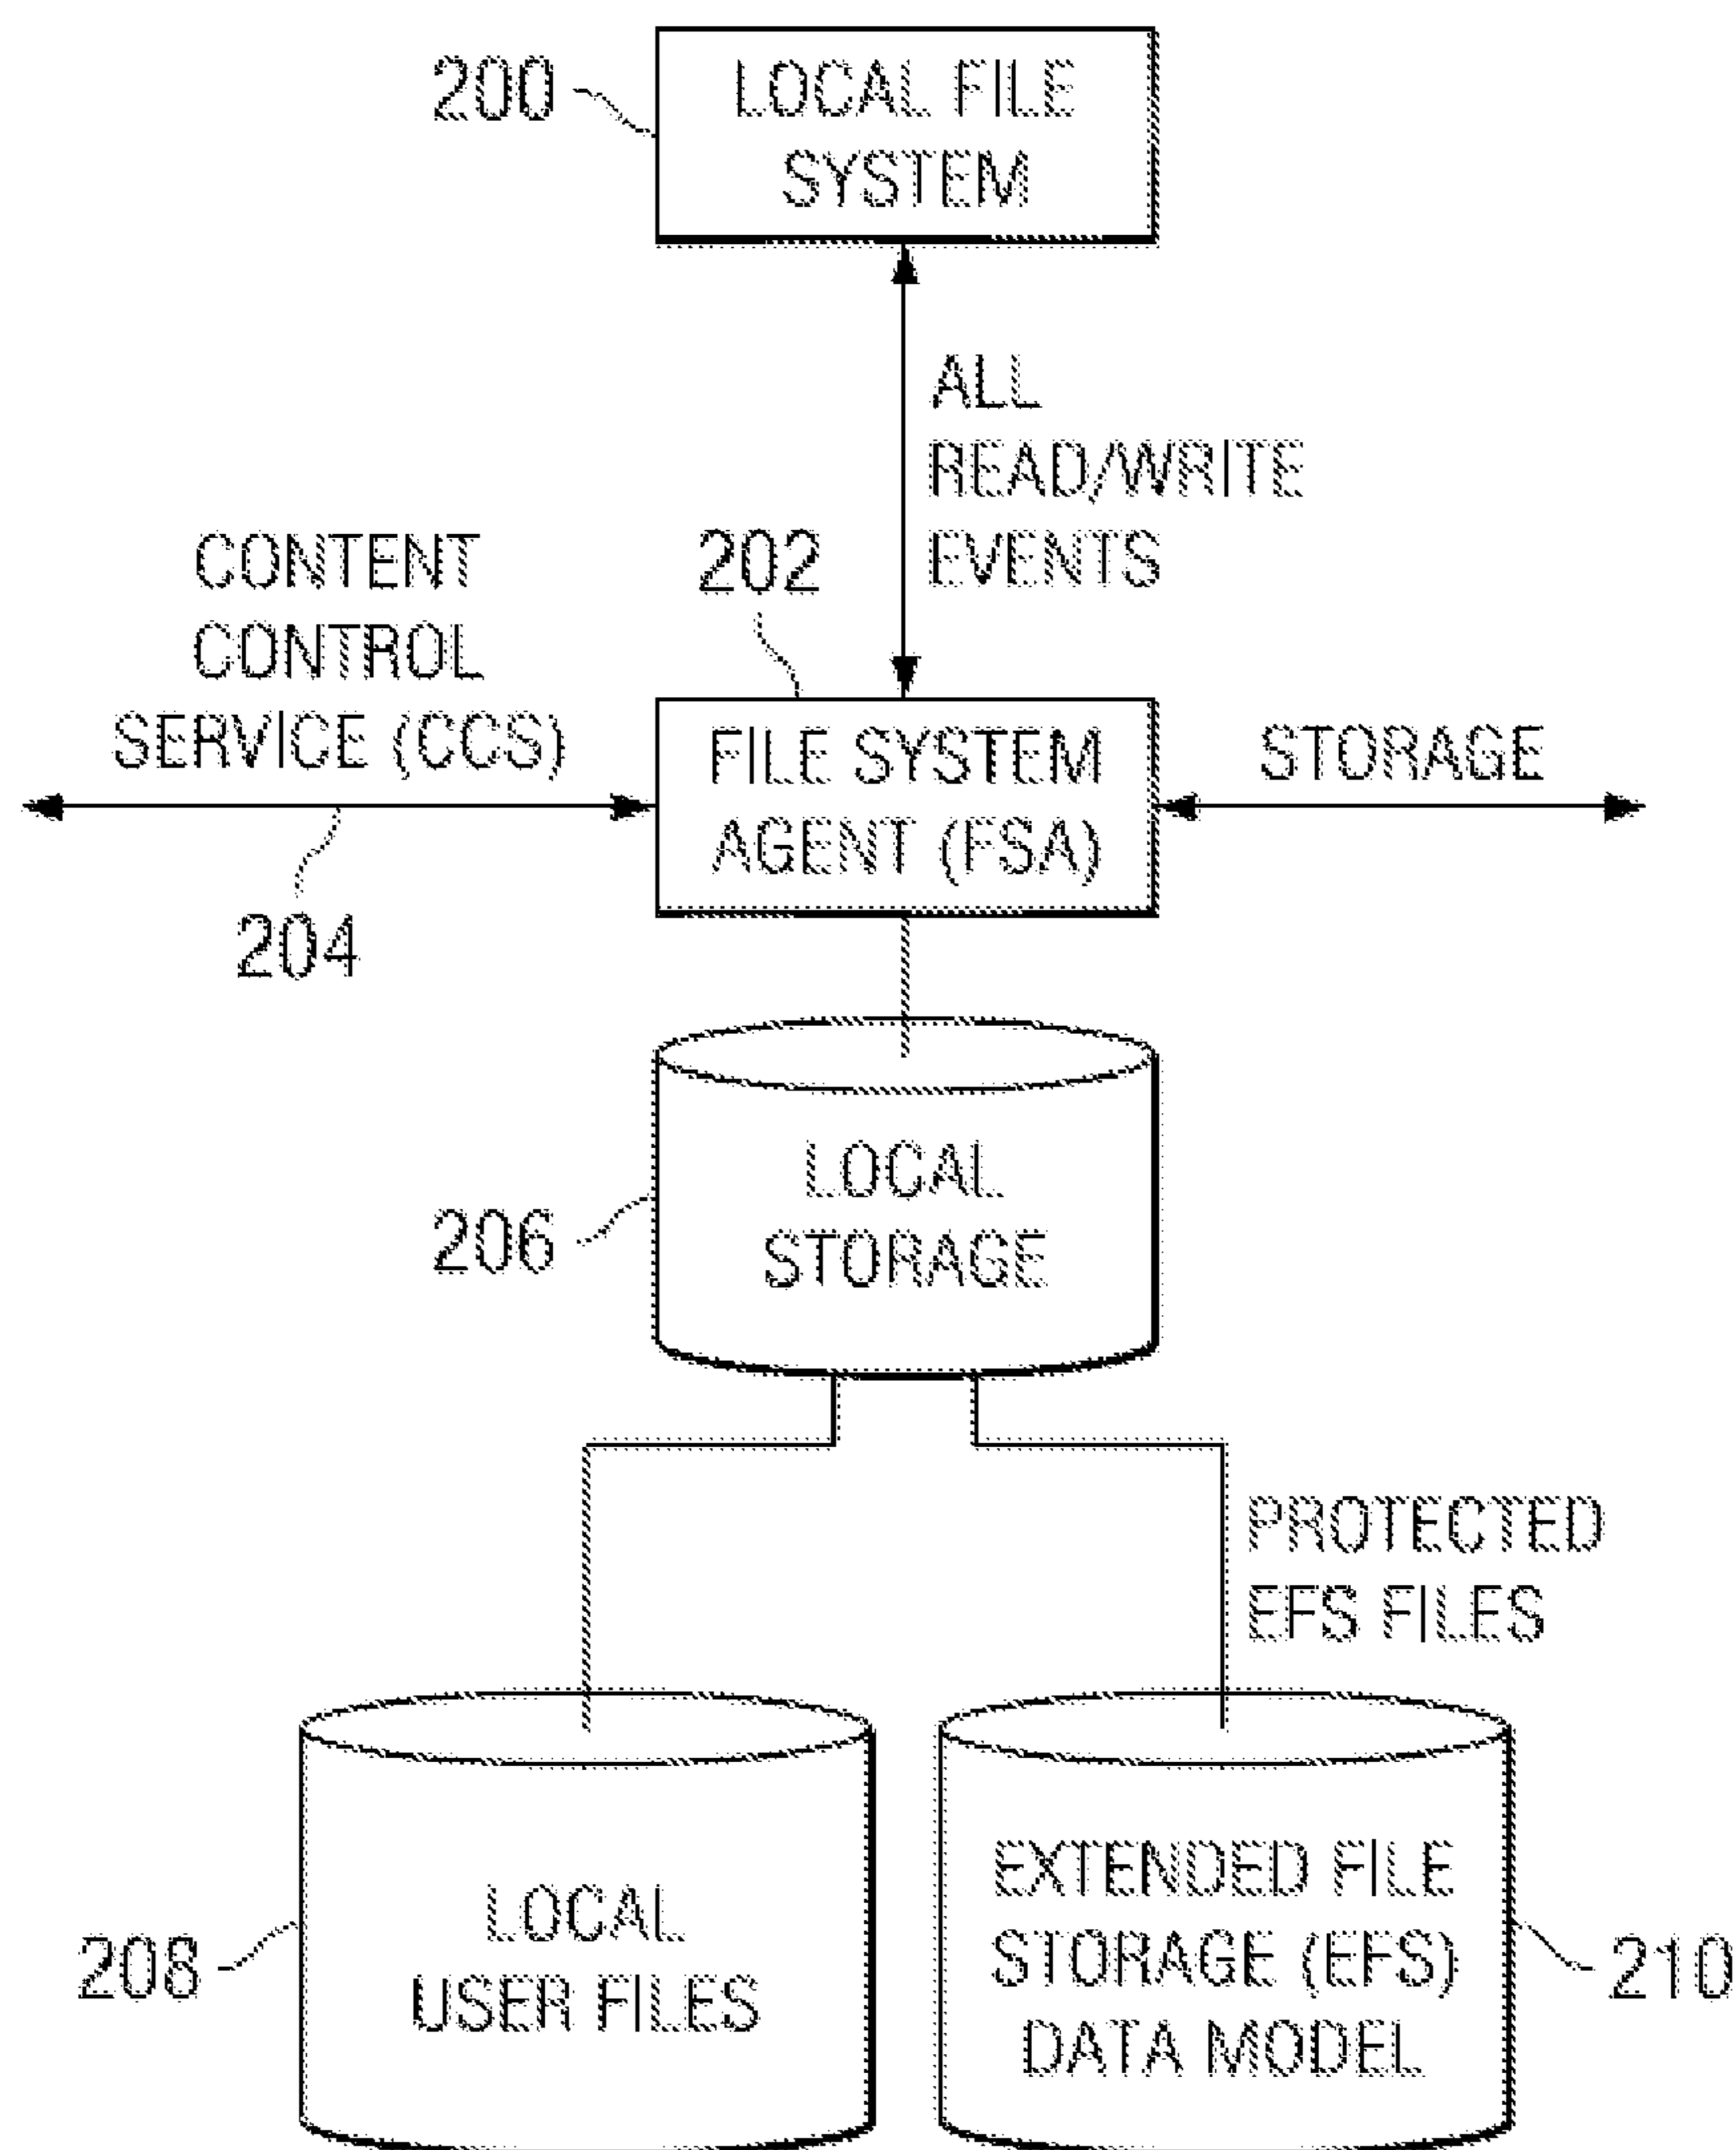 200
LOCAL FILE
SYSTEM
ALL
READ/WRITE
EVENTS
CONTENT
CONTROL
SERVICE (CCS)
202
FILE SYSTEM
AGENT (FSA)
STORAGE
204
LOCAL
STORAGE
206
PROTECTED
EFS FILES
LOCAL
USER FILES
208
EXTENDED FILE
STORAGE (EFS)
DATA MODEL
210